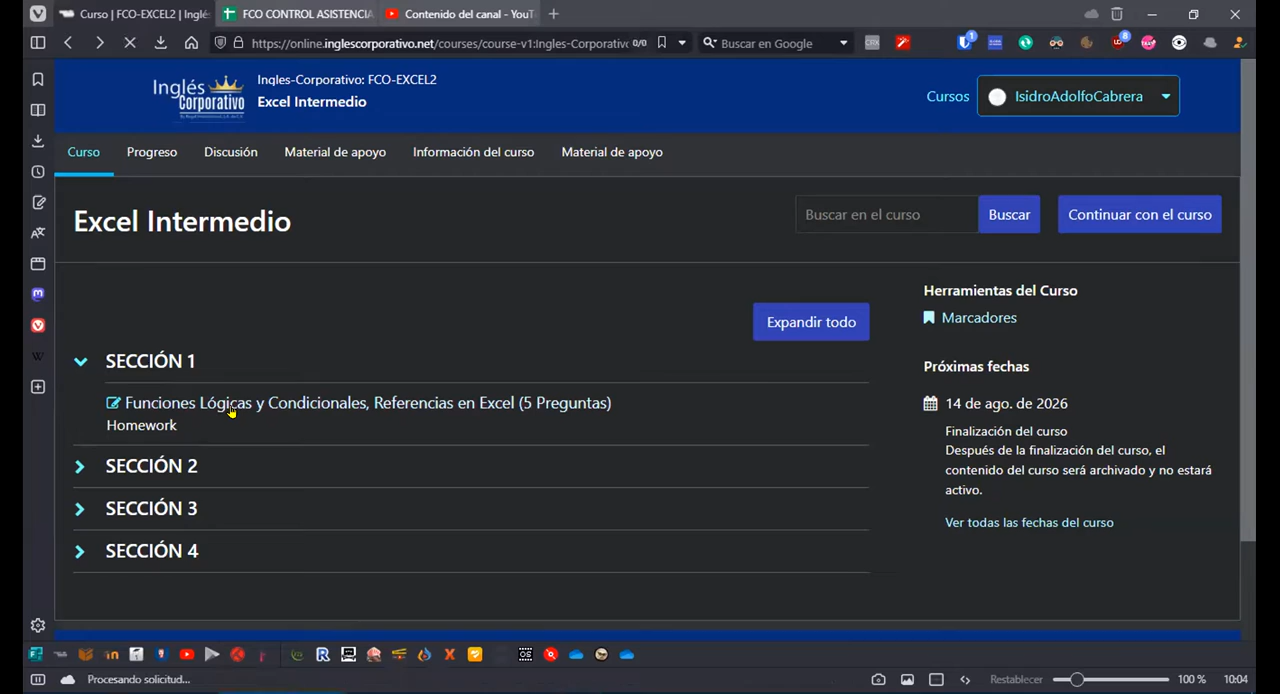 Curso | FCO-EXCEL2 | Inglé
FCO CONTROL ASISTENCIA
Contenido del canal - YouT
https://online.inglescorporativo.net/courses/course-v1:Ingles-Corporativo
0/0
Buscar en Google
1
8
Inglés
Corporativo
Ingles-Corporativo: FCO-EXCEL2
Excel Intermedio
Cursos
IsidroAdolfoCabrera
Curso
Progreso
Discusión
Material de apoyo
Información del curso
Material de apoyo
Excel Intermedio
Buscar en el curso
Buscar
Continuar con el curso
Expandir todo
SECCIÓN 1
Funciones Lógicas y Condicionales, Referencias en Excel (5 Preguntas)
Homework
SECCIÓN 2
SECCIÓN 3
SECCIÓN 4
Herramientas del Curso
Marcadores
Próximas fechas
14 de ago. de 2026
Finalización del curso
Después de la finalización del curso, el
contenido del curso será archivado y no estará
activo.
Ver todas las fechas del curso
Procesando solicitud...
Restablecer
100 %
10:04